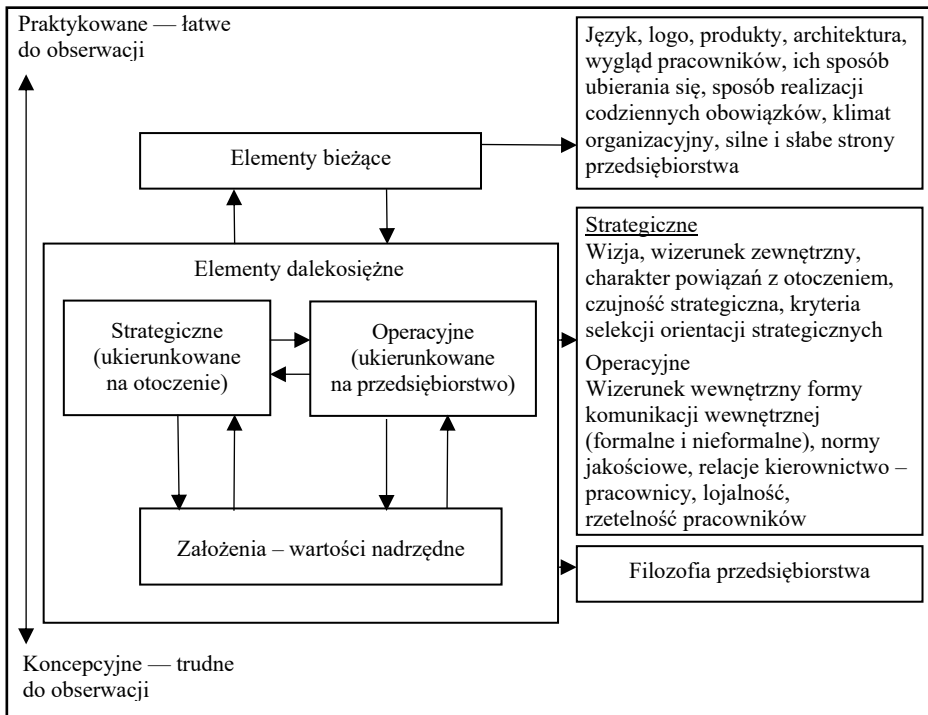 Praktykowane — łatwe
do obserwacji
Język, logo, produkty, architektura,
wygląd pracowników, ich sposób
ubierania się, sposób realizacji
codziennych obowiązków, klimat
organizacyjny, silne i słabe strony
przedsiębiorstwa
Elementy bieżące
Elementy dalekosiężne
Strategiczne
(ukierunkowane
na otoczenie)
Operacyjne
(ukierunkowane
na przedsiębiorstwo)
Założenia – wartości nadrzędne
Strategiczne
Wizja, wizerunek zewnętrzny,
charakter powiązań z otoczeniem,
czujność strategiczna, kryteria
selekcji orientacji strategicznych
Operacyjne
Wizerunek wewnętrzny formy
komunikacji wewnętrznej
(formalne i nieformalne), normy
jakościowe, relacje kierownictwo –
pracownicy, lojalność,
rzetelność pracowników
Filozofia przedsiębiorstwa
Koncepcyjne — trudne
do obserwacji